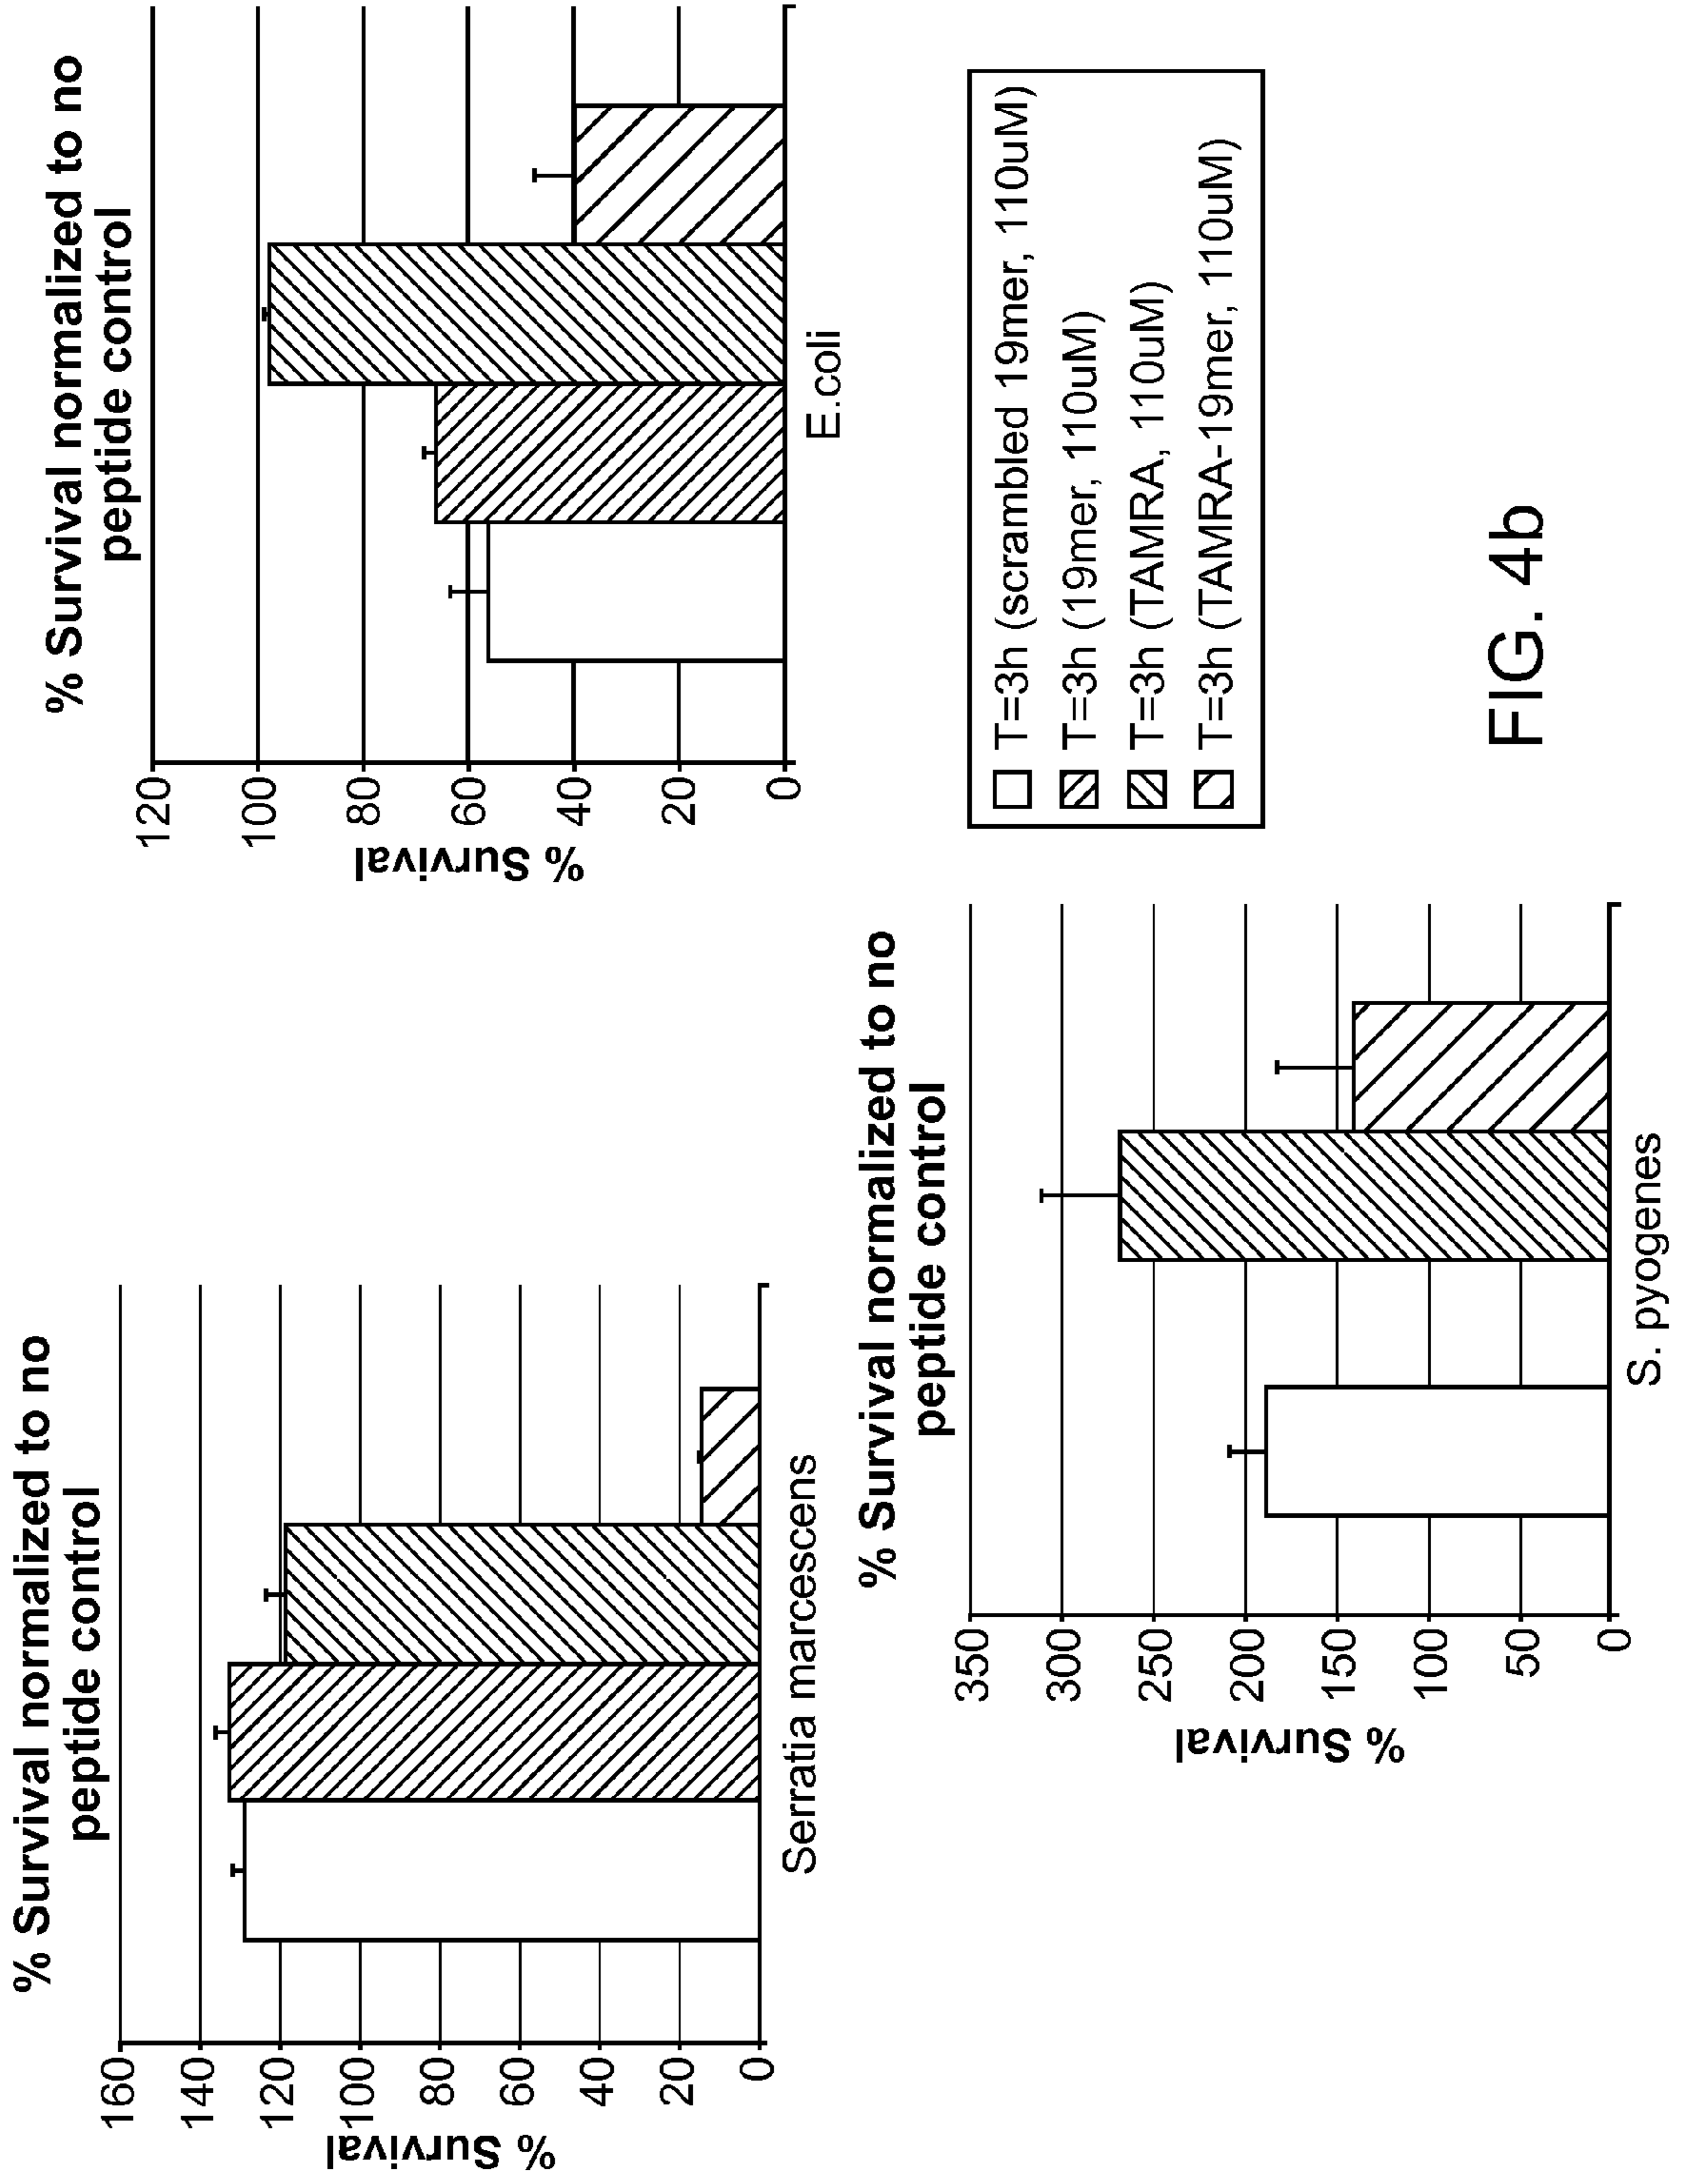 % Survival normalized to no
peptide control
% Survival
160
140
120
100
80
60
40
20
0
Serratia marcescens
% Survival normalized to no
peptide control
% Survival
120
100
80
60
40
20
0
E.coli
% Survival normalized to no
peptide control
% Survival
350
300
250
200
150
100
50
0
S. pyogenes
T=3h (scrambled 19mer, 110uM)
T=3h (19mer, 110uM)
T=3h (TAMRA, 110uM)
T=3h (TAMRA-19mer, 110uM)
FIG. 4b